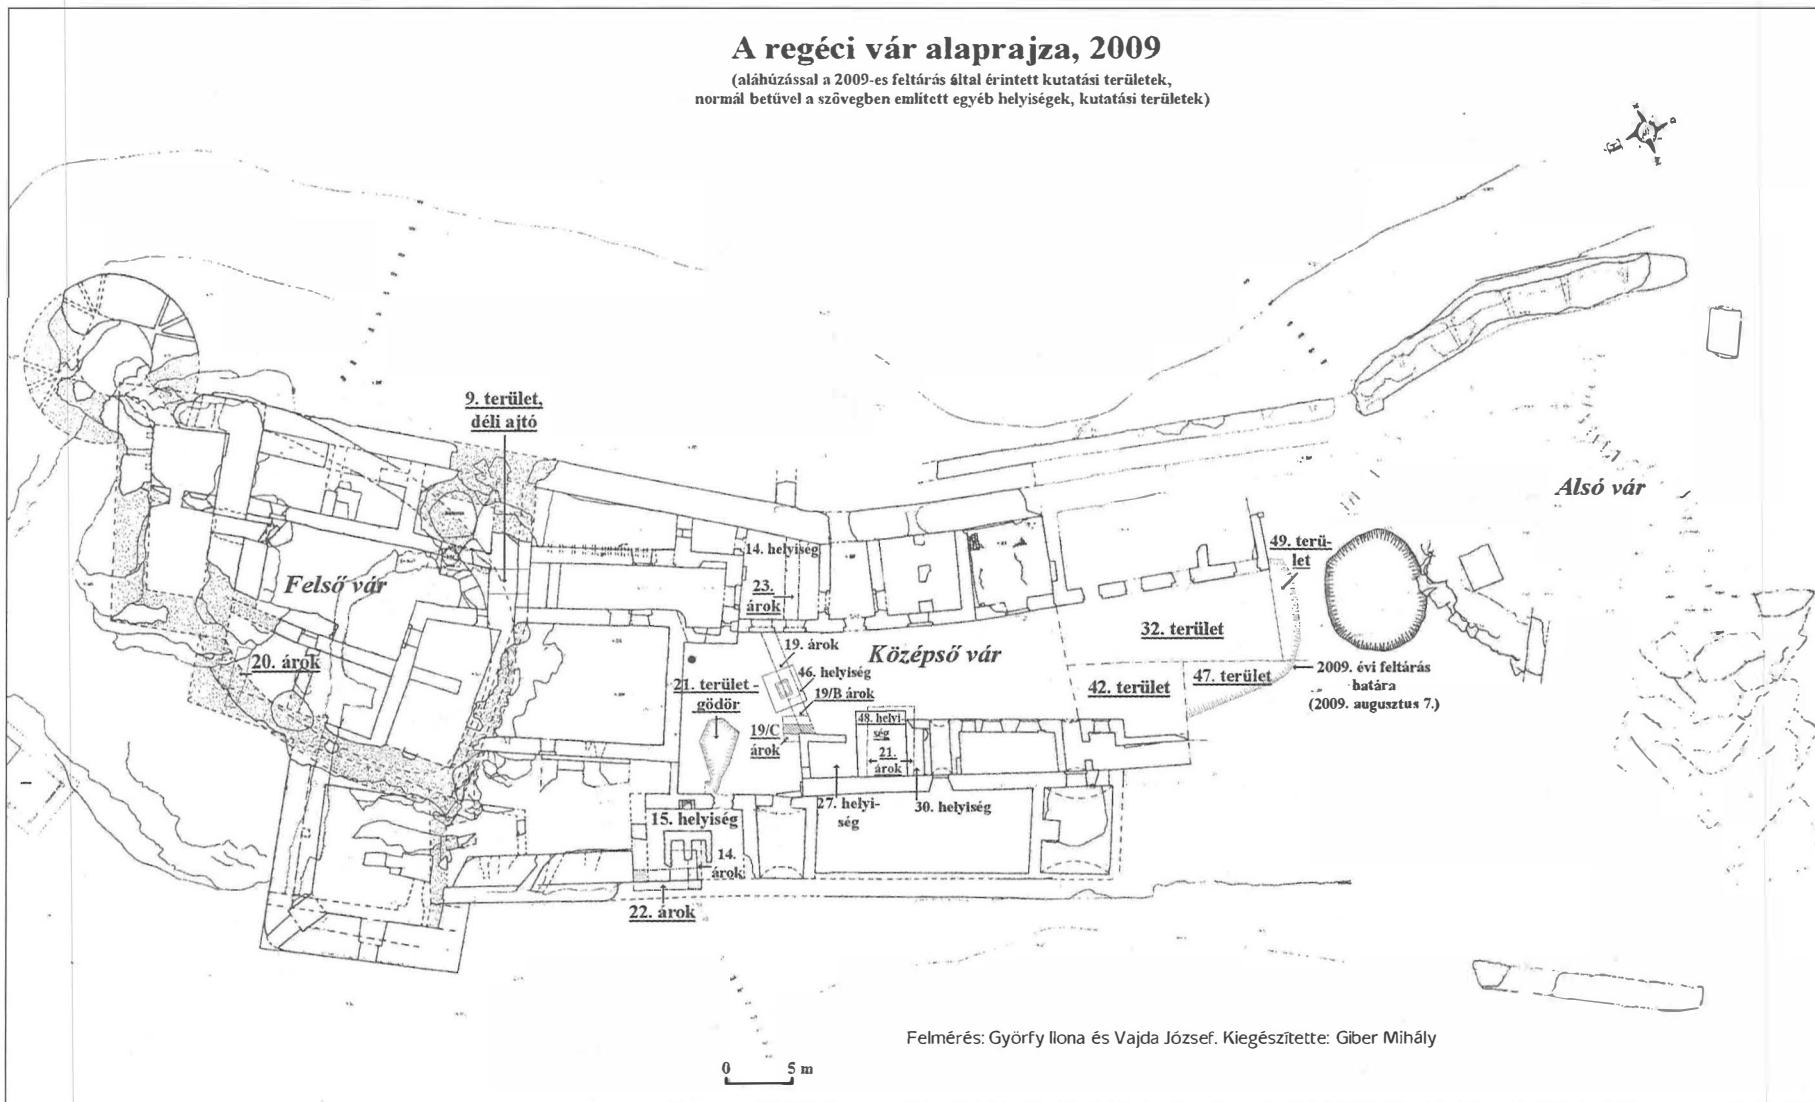 A regéci vár alaprajza, 2009
(aláhúzással a 2009-es feltárás által érintett kutatási területek,
normál betűvel a szövegben említett egyéb helyiségek, kutatási területek)
9. terület,
déli ajtó
Alsó vár
14. helyiség
49. terü-
let
Felső vár
23.
árok
32. terület
19. árok
Középső vár
20. árok
46. helyiség
2009. évi feltárás
határa
(2009. augusztus 7.)
21. terület -
gödör
19/B árok
42. terület
47. terület
19/C
árok
48. helyi-
ség
21.
árok
27. helyi-
ség
30. helyiség
15. helyiség
14.
árok
22. árok
Felmérés: Györfy Ilona és Vajda József. Kiegészítette: Giber Mihály
0 5 m